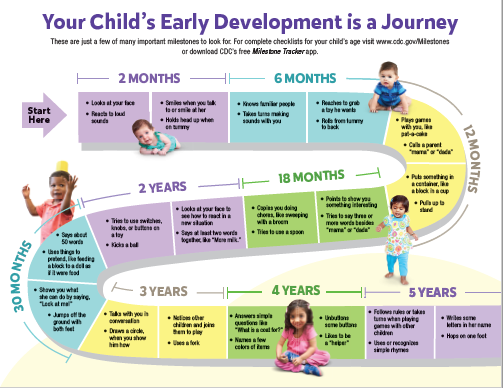 Your Child's Early Development is a Journey
These are just a few of many important milestones to look for. For complete checklists for your child's age visit www.cdc.gov/Milestones
or download CDC's free Milestone Tracker app.
Start
Here
2 MONTHS
• Looks at your face
• Reacts to loud
sounds
• Smiles when you talk
to or smile at her
• Holds head up when
on tummy
6 MONTHS
• Knows familiar people
• Takes turns making
sounds with you
• Reaches to grab
a toy he wants
• Rolls from tummy
to back
12 MONTHS
• Plays games
with you, like
pat-a-cake
• Calls a parent
"mama" or "dada"
• Puts something in
a container, like
a block in a cup
• Pulls up to
stand
18 MONTHS
• Points to show you
something interesting
• Tries to say three or
more words besides
"mama" or "dada"
• Copies you doing
chores, like sweeping
with a broom
• Tries to use a spoon
2 YEARS
• Looks at your face to
see how to react in a
new situation
• Says at least two words
together, like "More milk."
• Tries to use switches,
knobs, or buttons on
a toy
• Kicks a ball
30 MONTHS
• Says about
50 words
• Uses things to
pretend, like feeding
a block to a doll as
if it were food
• Shows you what
she can do by saying,
"Look at me!"
• Jumps off the
ground with
both feet
3 YEARS
• Talks with you in
conversation
• Draws a circle,
when you show
him how
• Notices other
children and joins
them to play
• Uses a fork
4 YEARS
• Answers simple
questions like
"What is a coat for?"
• Names a few
colors of items
• Unbuttons
some buttons
• Likes to be
a "helper"
5 YEARS
• Follows rules or takes
turns when playing
games with other
children
• Uses or recognizes
simple rhymes
• Writes some
letters in her name
• Hops on one foot